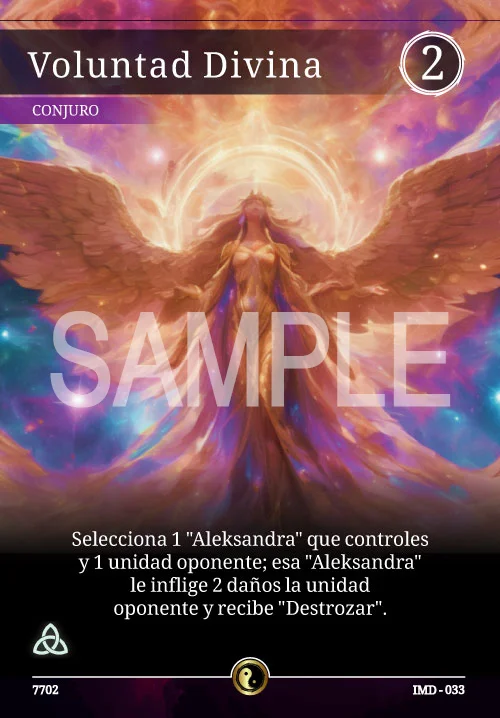 Voluntad Divina
2
CONJURO
SAMPLE
Selecciona 1 "Aleksandra" que controles
y 1 unidad oponente; esa "Aleksandra"
le inflige 2 daños la unidad
oponente y recibe "Destrozar".
7702
IMD - 033